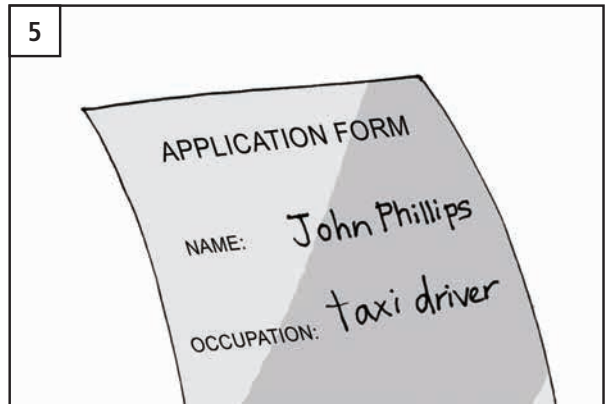 5
APPLICATION FORM
NAME: John Phillips
OCCUPATION: taxi driver